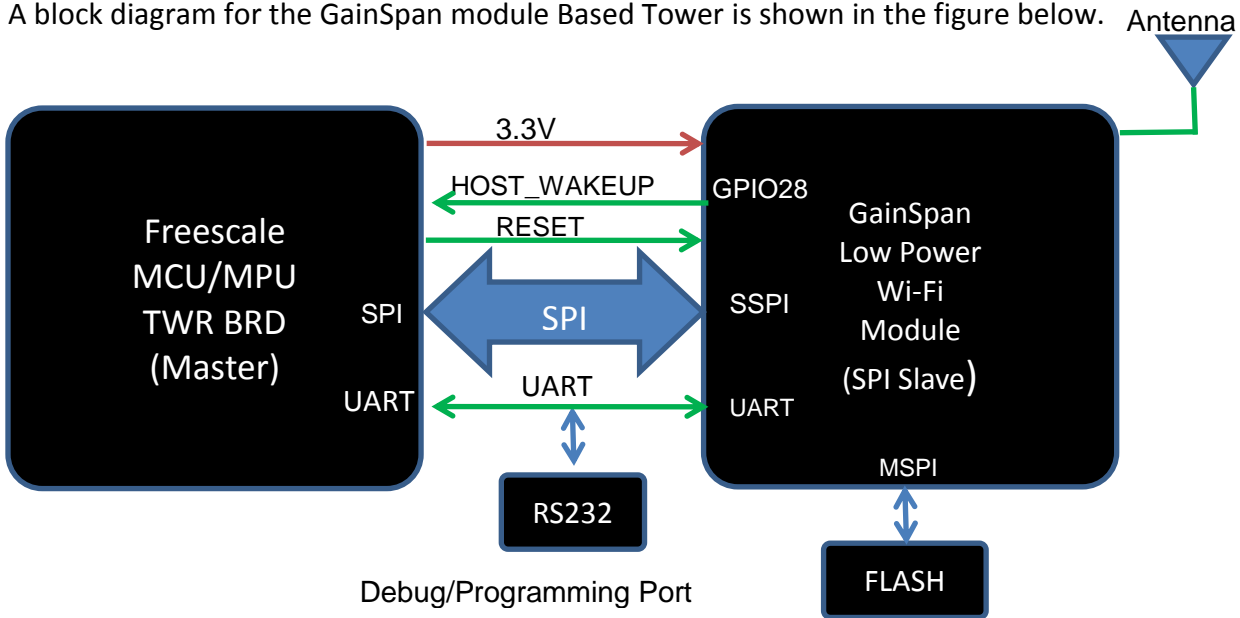 A block diagram for the GainSpan module Based Tower is shown in the figure below.
Antenna
3.3V
HOST_WAKEUP
GPIO28
RESET
Freescale
MCU/MPU
TWR BRD
(Master)
SPI
UART
SPI
UART
GainSpan
Low Power
Wi-Fi
Module
(SPI Slave)
SSPI
UART
MSPI
RS232
FLASH
Debug/Programming Port